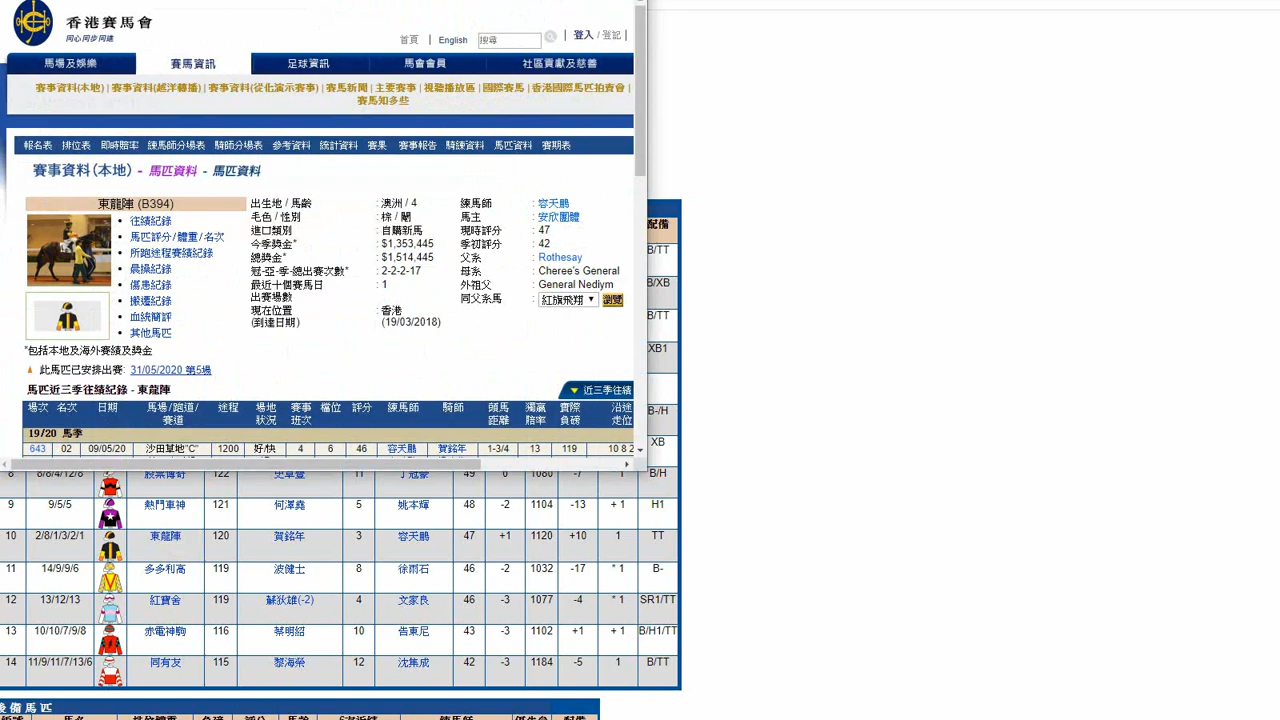 香港賽馬會
同心同步同進
首頁 | English 搜尋 | 登入 / 登記 |
馬場及娛樂 賽馬資訊 足球資訊 馬會會員 社區貢獻及慈善
賽事資料(本地) | 賽事資料(越洋轉播) | 賽事資料(從化演示賽事) | 賽馬新聞 | 主要賽事 | 視聽播放區 | 國際賽馬 | 香港國際馬匹拍賣會 |
賽馬知多些
報名表 排位表 即時賠率 練馬師分場表 騎師分場表 參考資料 統計資料 賽果 賽事報告 騎練資料 馬匹資料 賽期表
賽事資料(本地) - 馬匹資料 - 馬匹資料
東龍陣 (B394)
往績紀錄
馬匹評分/體重/名次
所跑途程賽績紀錄
晨操紀錄
傷患紀錄
搬遷紀錄
血統簡評
其他馬匹
出生地 / 馬齡 : 澳洲 / 4
毛色 / 性別 : 棕 / 閹
進口類別 : 自購新馬
今季獎金* : $1,353,445
總獎金* : $1,514,445
冠-亞-季-總出賽次數* : 2-2-2-17
最近十個賽馬日 : 1
出賽場數
現在位置 : 香港
(到達日期) (19/03/2018)
練馬師 : 容天鵬
馬主 : 安欣團體
現時評分 : 47
季初評分 : 42
父系 : Rothesay
母系 : Cheree's General
外祖父 : General Nediym
同父系馬 : 紅旗飛翔 瀏覽
*包括本地及海外賽績及獎金
此馬匹已安排出賽: 31/05/2020 第5場
馬匹近三季往績紀錄 - 東龍陣 近三季往績
場次 名次 日期 馬場/跑道/ 途程 場地 賽事 檔位 評分 練馬師 騎師 頭馬 獨贏 實際 沿途
賽道 狀況 班次 距離 賠率 負磅 走位
19/20 馬季
643 02 09/05/20 沙田草地"C" 1200 好/快 4 6 46 容天鵬 賀銘年 1-3/4 13 119 10 8 2
配備
B/TT
B/XB
B/TT
XB1
B-/H
XB
8 8/8/4/12/8 122 11 49 0 1080 -7 1 B/H
9 9/5/5 熱門車神 121 何澤堯 5 姚本輝 48 -2 1104 -13 + 1 H1
10 2/8/1/3/2/1 東龍陣 120 賀銘年 3 容天鵬 47 +1 1120 +10 1 TT
11 14/9/9/6 多多利高 119 波健士 8 徐雨石 46 -2 1032 -17 * 1 B-
12 13/12/13 紅寶舍 119 蘇狄雄(-2) 4 文家良 46 -3 1077 -4 * 1 SR1/TT
13 10/10/7/9/8 赤電神駒 116 蔡明紹 10 告東尼 43 -3 1102 +1 + 1 B/H1/TT
14 11/9/11/7/13/6 同有友 115 黎海榮 12 沈集成 42 -3 1184 -5 1 B/TT
後備馬匹